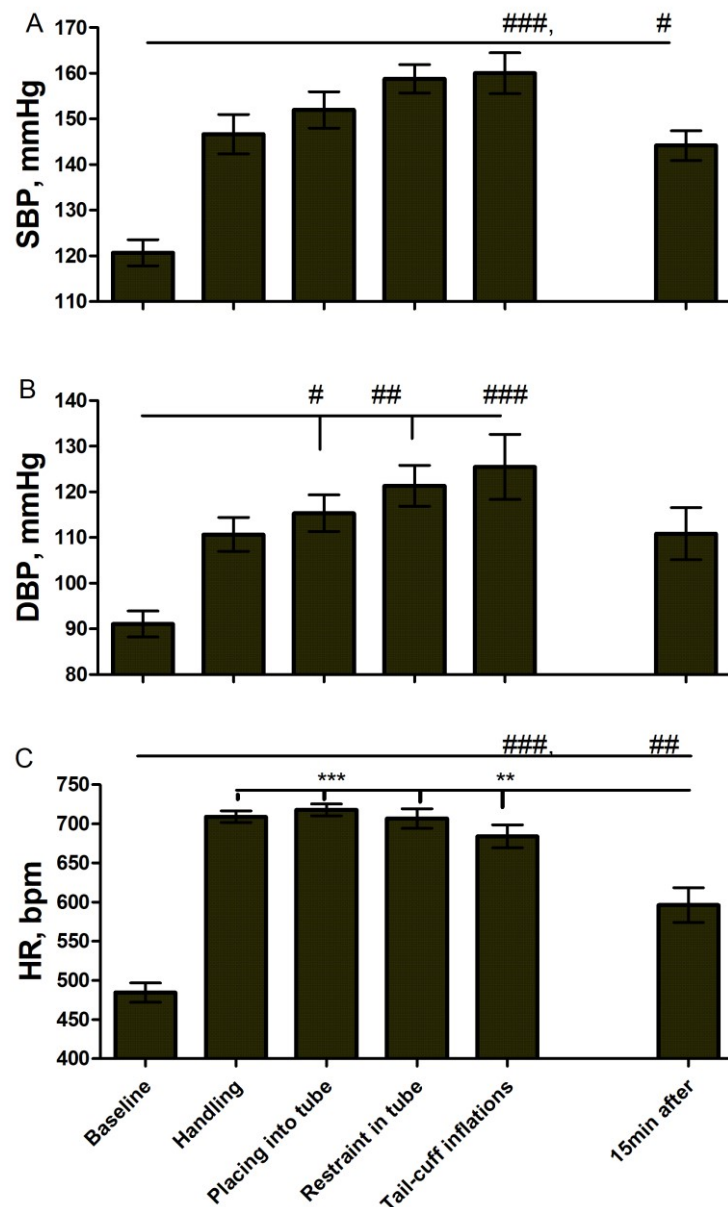 A
###, #
SBP, mmHg
170
160
150
140
130
120
110
B
# ## ###
DBP, mmHg
140
130
120
110
100
90
80
C
###, ##
*** **
HR, bpm
750
700
650
600
550
500
450
400
Baseline
Handling
Placing into tube
Restraint in tube
Tail-cuff inflations
15min after